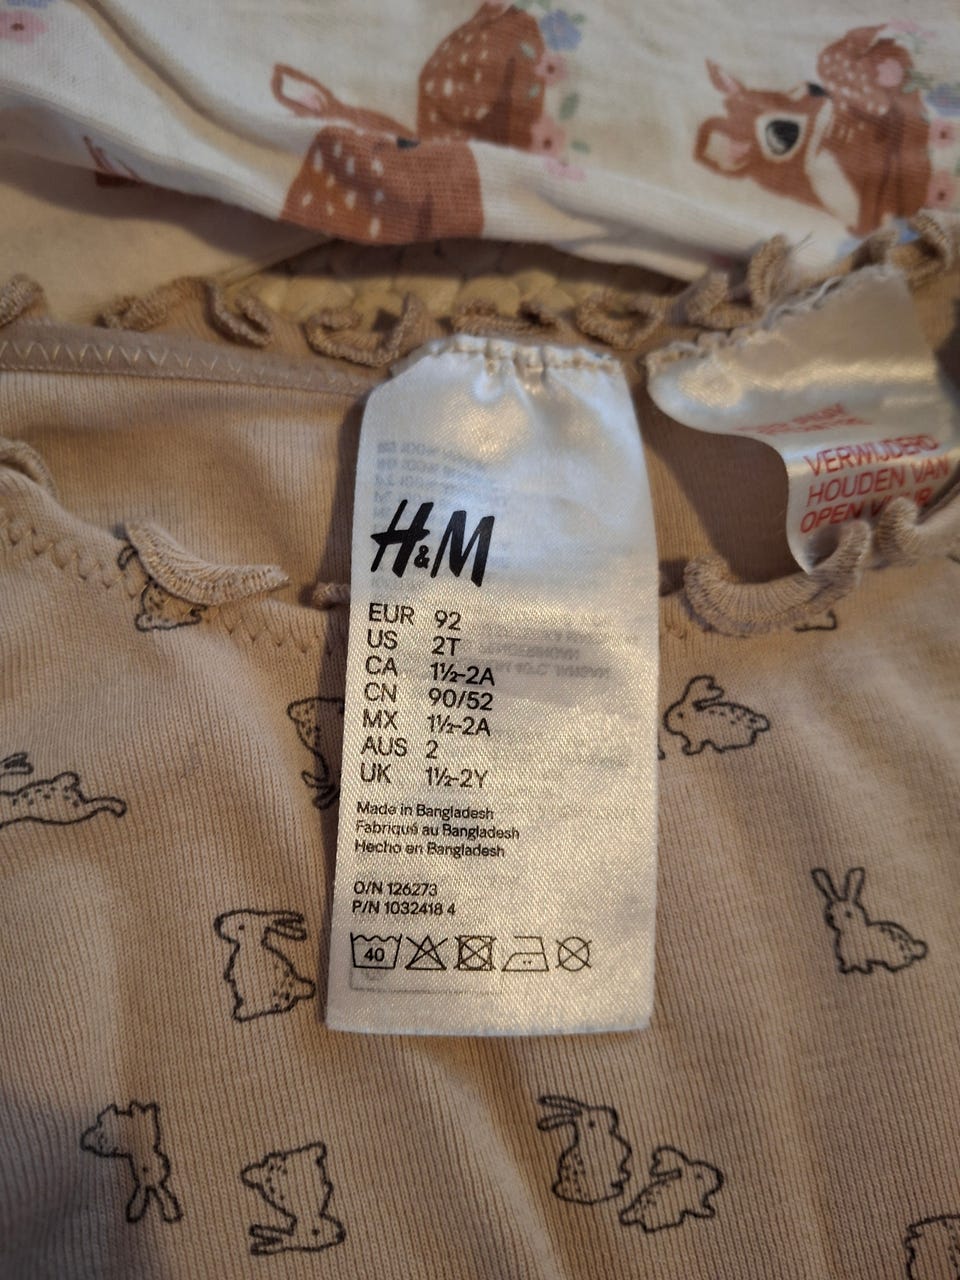 H&M
EUR 92
US 2T
CA 1½-2A
CN 90/52
MX 1½-2A
AUS 2
UK 1½-2Y
Made in Bangladesh
Fabriqué au Bangladesh
Hecho en Bangladesh
O/N 126273
P/N 1032418 4
40
VERWIJDERD
HOUDEN VAN
OPEN VUUR